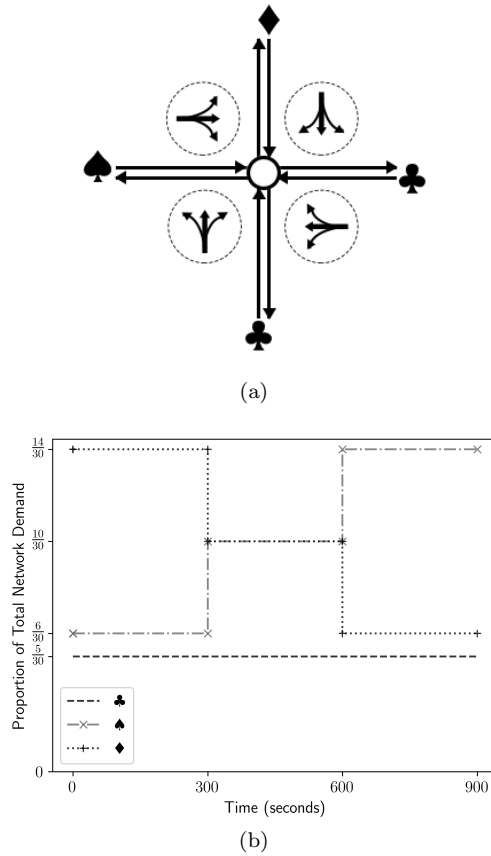 ♦
♠
♣
♣
(a)
Proportion of Total Network Demand
14/30
10/30
6/30
5/30
0
♣
♠
♦
0 300 600 900
Time (seconds)
(b)